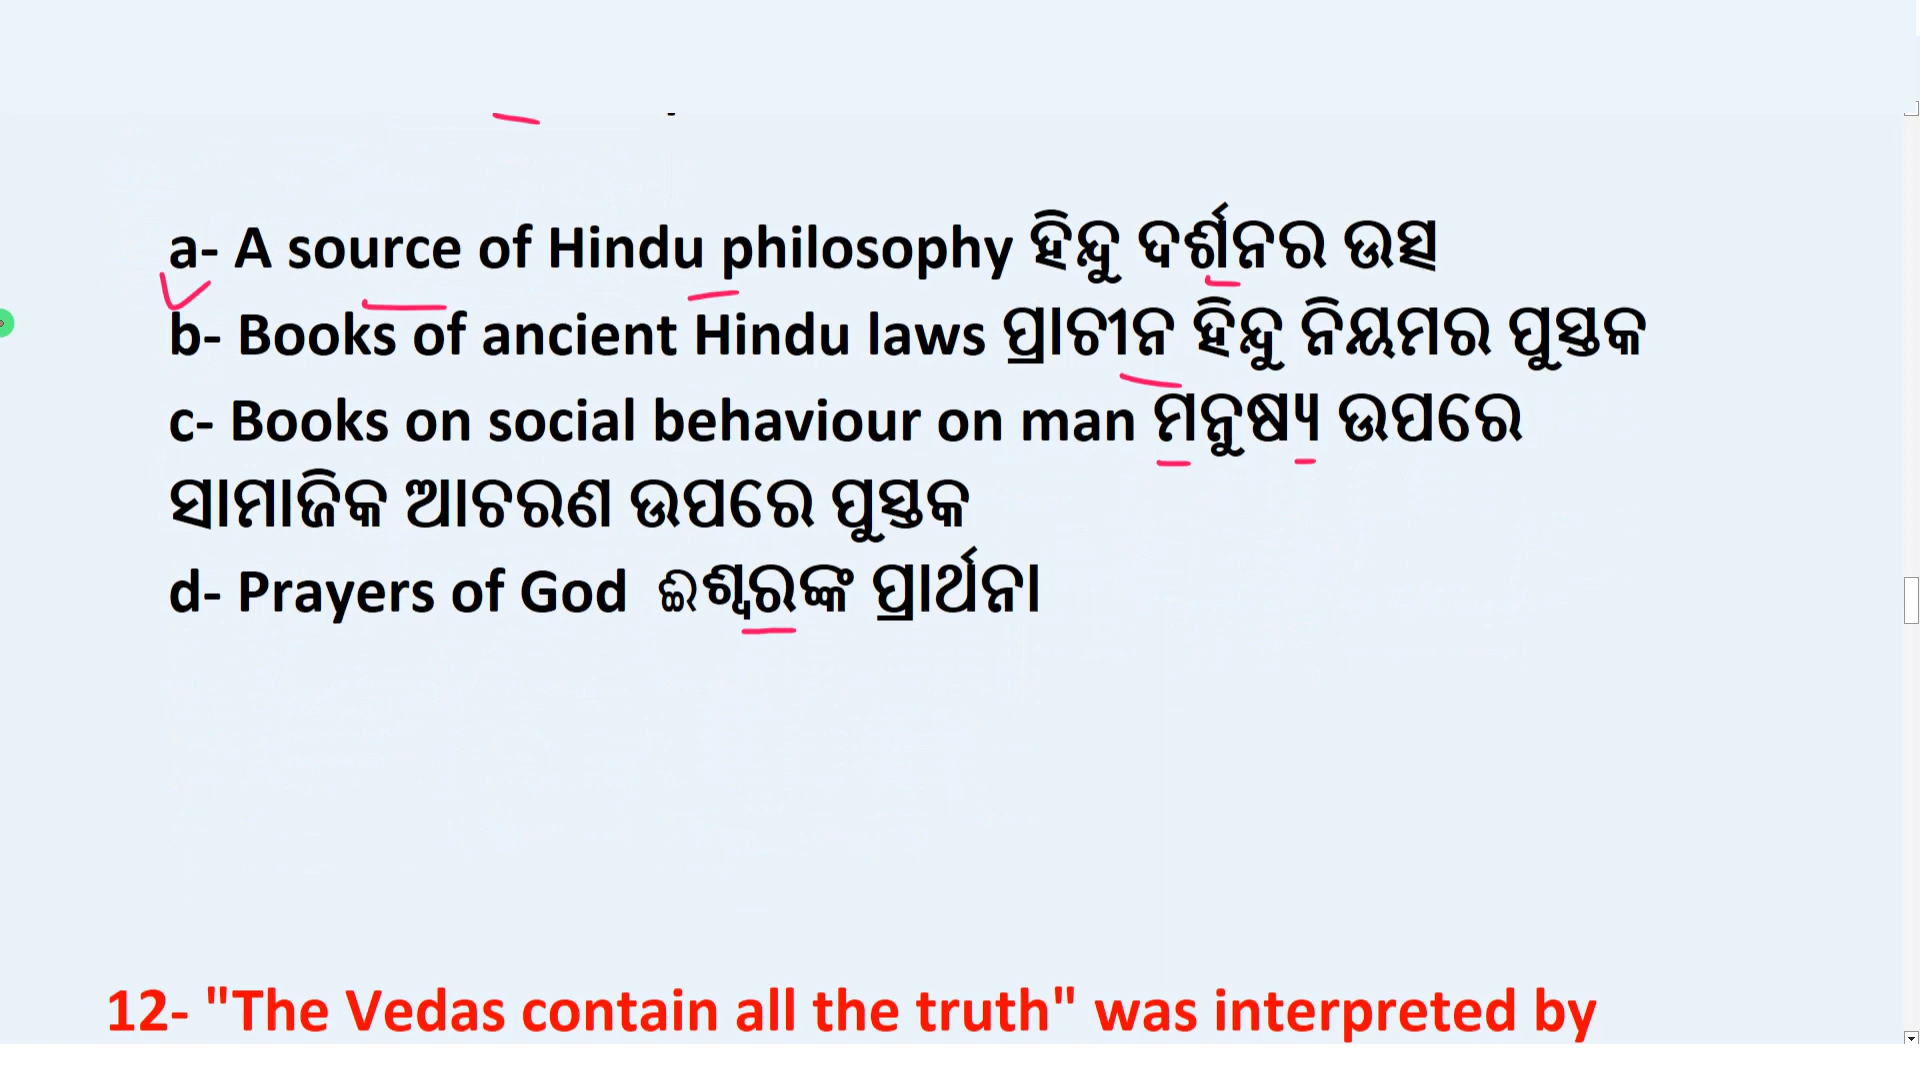 a- A source of Hindu philosophy ହିନ୍ଦୁ ଦର୍ଶନର ଉତ୍ସ
b- Books of ancient Hindu laws ପ୍ରାଚୀନ ହିନ୍ଦୁ ନିୟମର ପୁସ୍ତକ
c- Books on social behaviour on man ମନୁଷ୍ୟ ଉପରେ
ସାମାଜିକ ଆଚରଣ ଉପରେ ପୁସ୍ତକ
d- Prayers of God ଈଶ୍ୱରଙ୍କ ପ୍ରାର୍ଥନା
12- "The Vedas contain all the truth" was interpreted by